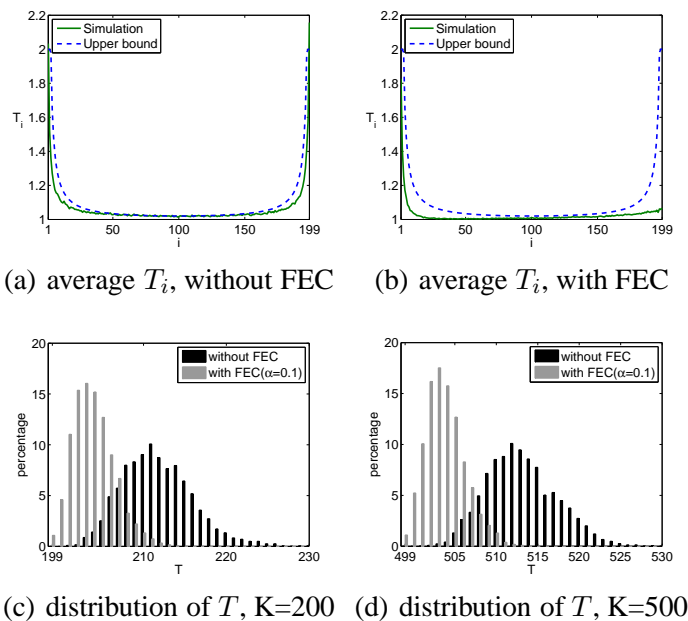 2.2
2
1.8
1.6
1.4
1.2
1
T_i
Simulation
Upper bound
1 50 100 150 199
i
(a) average T_i, without FEC
2.2
2
1.8
1.6
1.4
1.2
1
T_i
Simulation
Upper bound
1 50 100 150 199
i
(b) average T_i, with FEC
20
15
10
5
0
percentage
without FEC
with FEC(α=0.1)
199 210 220 230
T
(c) distribution of T, K=200
20
15
10
5
0
percentage
without FEC
with FEC(α=0.1)
499 505 510 515 520 525 530
T
(d) distribution of T, K=500